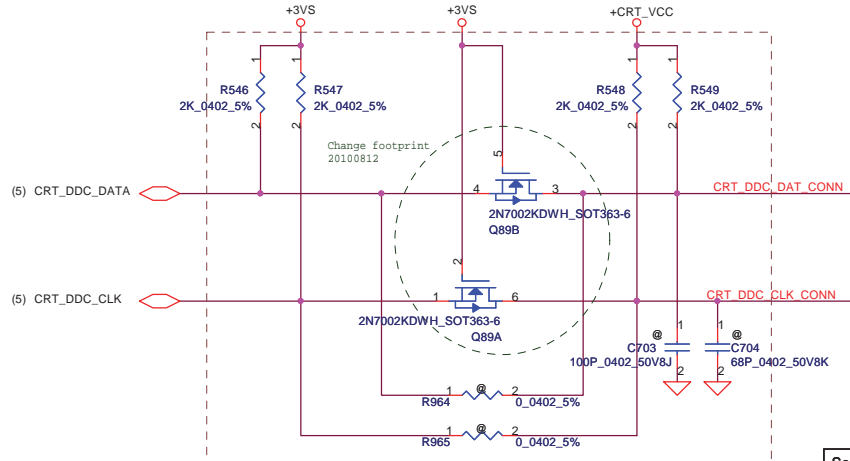 +3VS
+3VS
+CRT_VCC
1
1
1
1
R546
R547
R548
R549
2K_0402_5%
2K_0402_5%
2K_0402_5%
2K_0402_5%
2
2
2
2
Change footprint
20100812
5
(5) CRT_DDC_DATA
4
3
CRT_DDC_DAT_CONN
2N7002KDWH_SOT363-6
Q89B
2
(5) CRT_DDC_CLK
1
6
CRT_DDC_CLK_CONN
2N7002KDWH_SOT363-6
Q89A
1
@
1
@
C703
C704
100P_0402_50V8J
68P_0402_50V8K
2
2
R964
1
@
2
0_0402_5%
R965
1
@
2
0_0402_5%